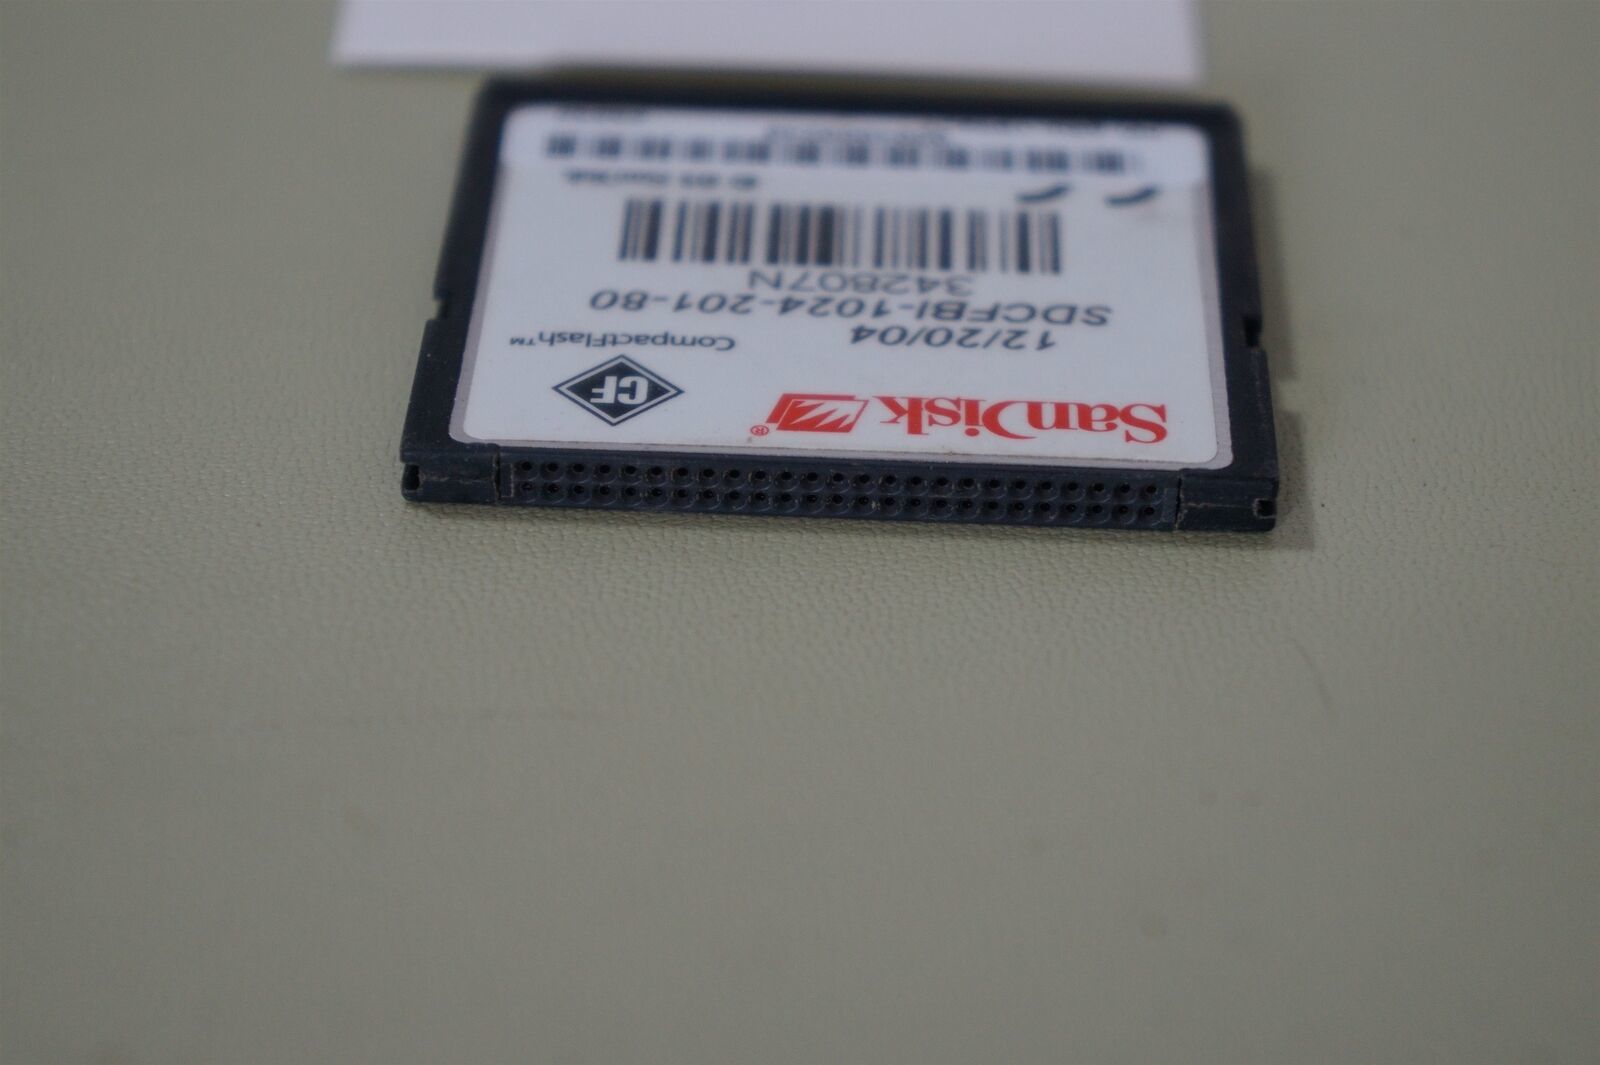 SanDisk®
CF
CompactFlash™
12/20/04
SDCFBI-1024-201-80
342807N